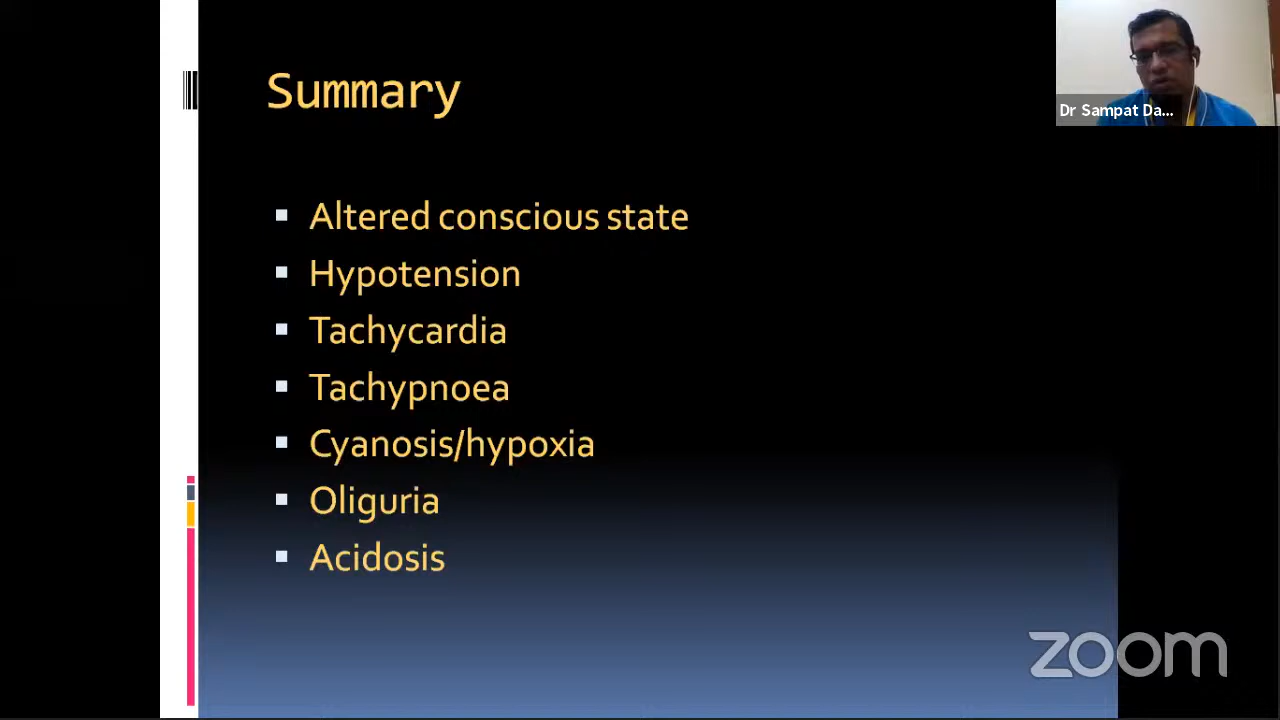 Summary
Dr Sampat Da...
Altered conscious state
Hypotension
Tachycardia
Tachypnoea
Cyanosis/hypoxia
Oliguria
Acidosis
zoom